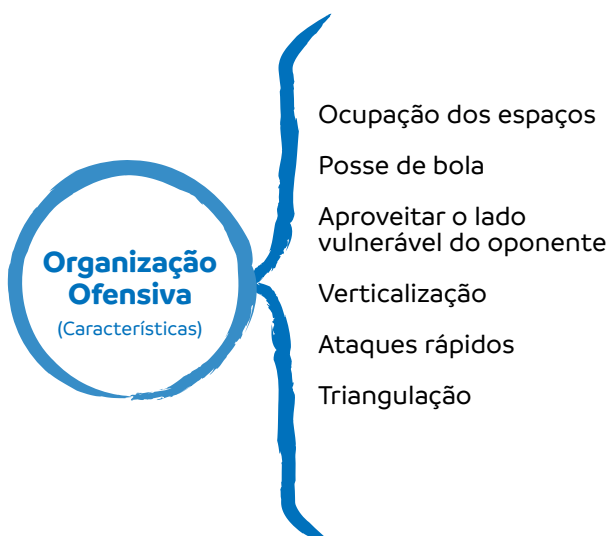 Organização
Ofensiva
(Características)
Ocupação dos espaços
Posse de bola
Aproveitar o lado
vulnerável do oponente
Verticalização
Ataques rápidos
Triangulação